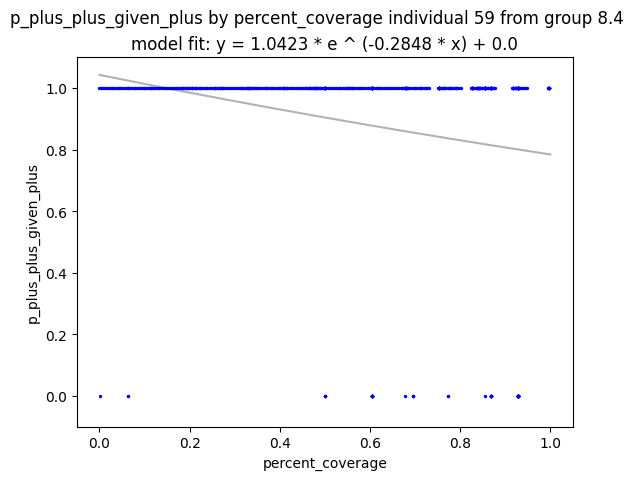 p_plus_plus_given_plus by percent_coverage individual 59 from group 8.4
model fit: y = 1.0423 * e ^ (-0.2848 * x) + 0.0
1.0
0.8
0.6
0.4
0.2
0.0
p_plus_plus_given_plus
0.0 0.2 0.4 0.6 0.8 1.0
percent_coverage